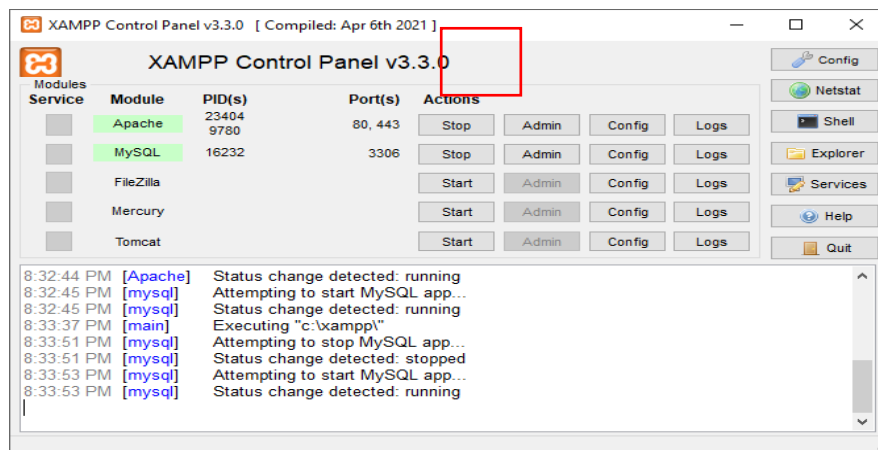 XAMPP Control Panel v3.3.0 [ Compiled: Apr 6th 2021 ]
XAMPP Control Panel v3.3.0
Config
Modules
Service Module PID(s) Port(s) Actions
Netstat
Apache 23404 9780 80, 443 Stop Admin Config Logs
Shell
MySQL 16232 3306 Stop Admin Config Logs
Explorer
FileZilla Start Admin Config Logs
Services
Mercury Start Admin Config Logs
Help
Tomcat Start Admin Config Logs
Quit
8:32:44 PM [Apache] Status change detected: running
8:32:45 PM [mysql] Attempting to start MySQL app...
8:32:45 PM [mysql] Status change detected: running
8:33:37 PM [main] Executing "c:\xampp\"
8:33:51 PM [mysql] Attempting to stop MySQL app...
8:33:51 PM [mysql] Status change detected: stopped
8:33:53 PM [mysql] Attempting to start MySQL app...
8:33:53 PM [mysql] Status change detected: running